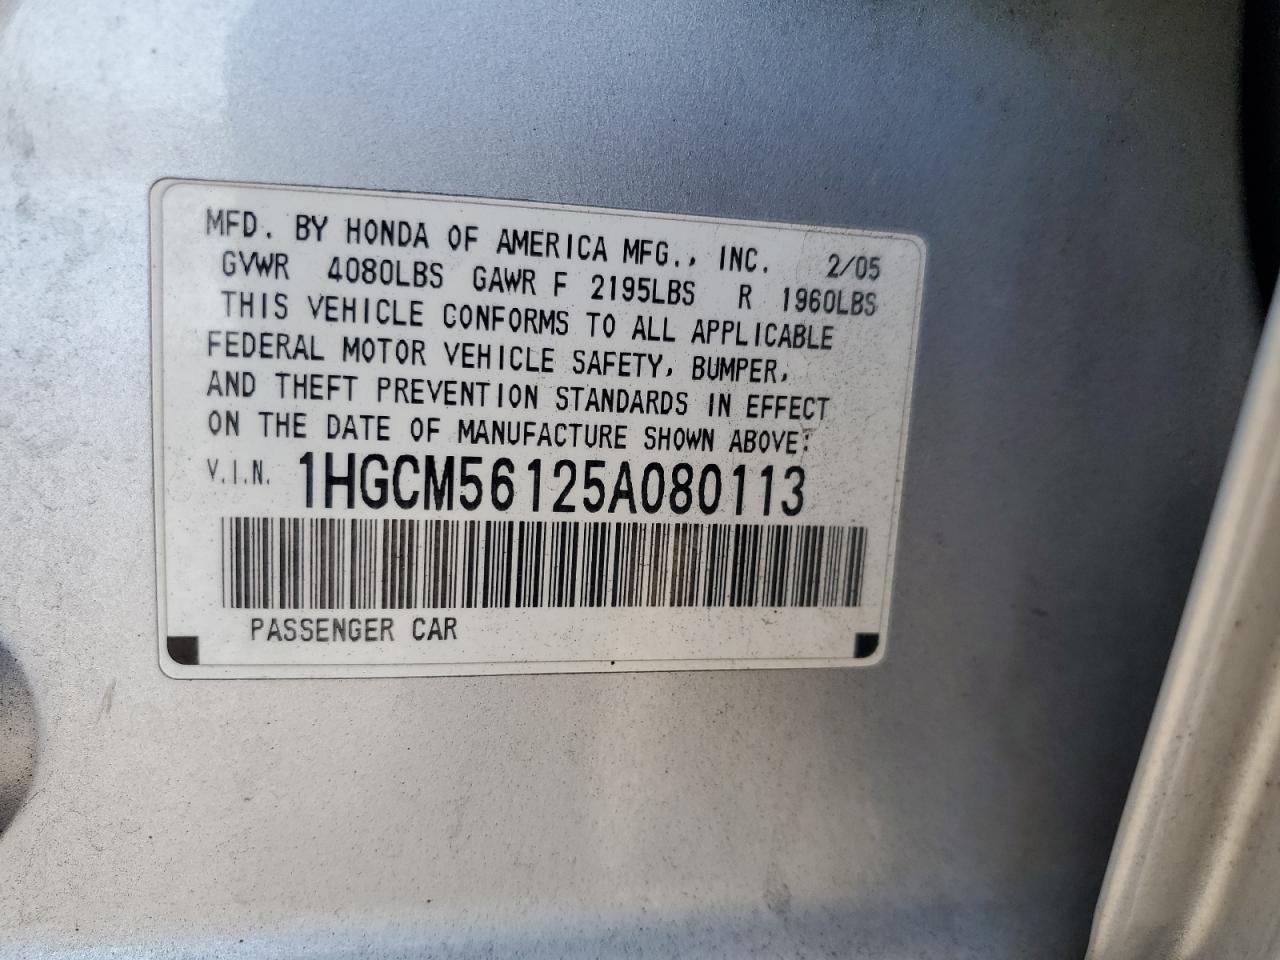 MFD. BY HONDA OF AMERICA MFG., INC. 2/05
GVWR 4080LBS GAWR F 2195LBS R 1960LBS
THIS VEHICLE CONFORMS TO ALL APPLICABLE
FEDERAL MOTOR VEHICLE SAFETY, BUMPER,
AND THEFT PREVENTION STANDARDS IN EFFECT
ON THE DATE OF MANUFACTURE SHOWN ABOVE:
V.I.N. 1HGCM56125A080113
PASSENGER CAR